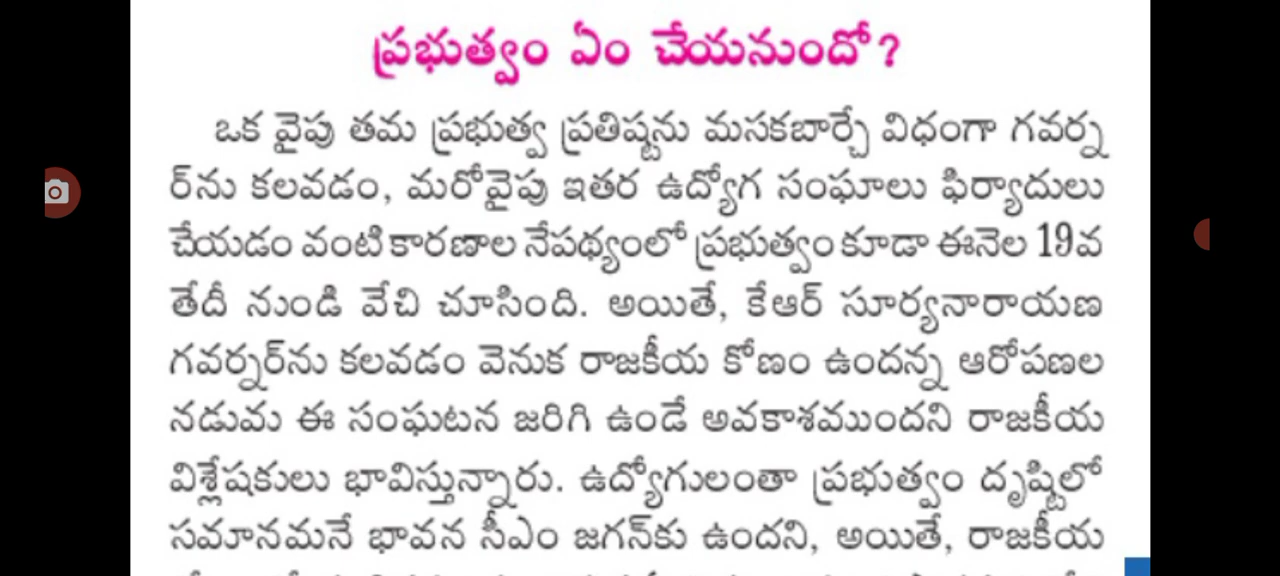 ప్రభుత్వం ఏం చేయనుందో?
ఒక వైపు తమ ప్రభుత్వ ప్రతిష్టను మసకబార్చే విధంగా గవర్న
ర్‌ను కలవడం, మరోవైపు ఇతర ఉద్యోగ సంఘాలు ఫిర్యాదులు
చేయడం వంటి కారణాల నేపథ్యంలో ప్రభుత్వం కూడా ఈనెల 19వ
తేదీ నుండి వేచి చూసింది. అయితే, కేఆర్ సూర్యనారాయణ
గవర్నర్‌ను కలవడం వెనుక రాజకీయ కోణం ఉందన్న ఆరోపణల
నడుమ ఈ సంఘటన జరిగి ఉండే అవకాశముందని రాజకీయ
విశ్లేషకులు భావిస్తున్నారు. ఉద్యోగులంతా ప్రభుత్వం దృష్టిలో
సమానమనే భావన సీఎం జగన్‌కు ఉందని, అయితే, రాజకీయ